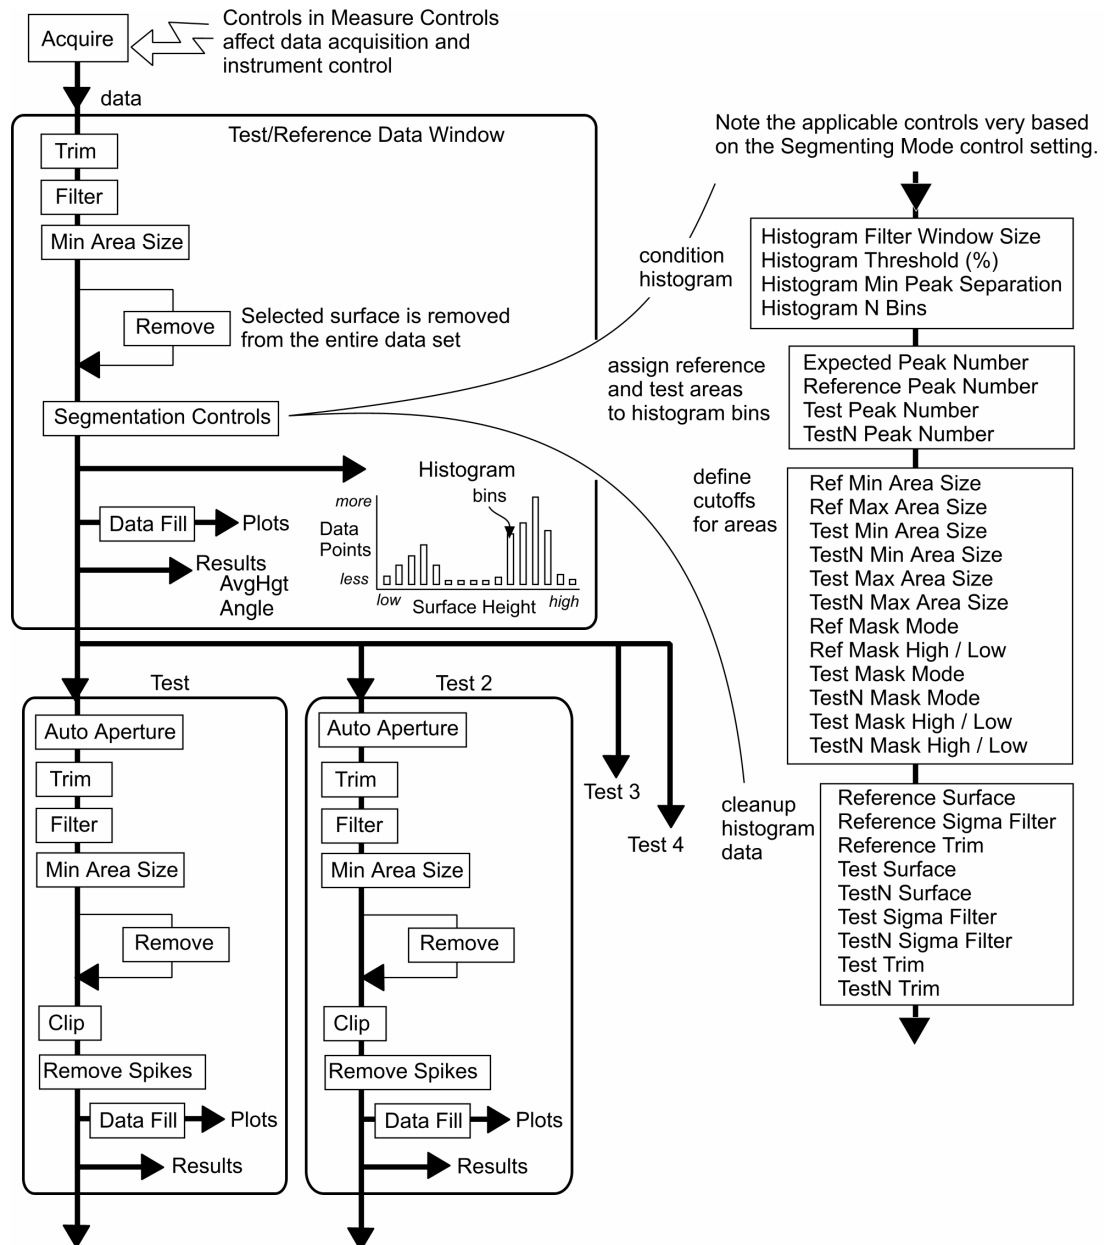 Acquire
Controls in Measure Controls
affect data acquisition and
instrument control
data
Test/Reference Data Window
Trim
Filter
Min Area Size
Remove
Selected surface is removed
from the entire data set
Segmentation Controls
Histogram
bins
more
Data
Points
less
low
Surface Height
high
Data Fill
Plots
Results
AvgHgt
Angle
Note the applicable controls very based
on the Segmenting Mode control setting.
condition
histogram
Histogram Filter Window Size
Histogram Threshold (%)
Histogram Min Peak Separation
Histogram N Bins
assign reference
and test areas
to histogram bins
Expected Peak Number
Reference Peak Number
Test Peak Number
TestN Peak Number
define
cutoffs
for areas
Ref Min Area Size
Ref Max Area Size
Test Min Area Size
TestN Min Area Size
Test Max Area Size
TestN Max Area Size
Ref Mask Mode
Ref Mask High / Low
Test Mask Mode
TestN Mask Mode
Test Mask High / Low
TestN Mask High / Low
cleanup
histogram
data
Reference Surface
Reference Sigma Filter
Reference Trim
Test Surface
TestN Surface
Test Sigma Filter
TestN Sigma Filter
Test Trim
TestN Trim
Test
Auto Aperture
Trim
Filter
Min Area Size
Remove
Clip
Remove Spikes
Data Fill
Plots
Results
Test 2
Auto Aperture
Trim
Filter
Min Area Size
Remove
Clip
Remove Spikes
Data Fill
Plots
Results
Test 3
Test 4